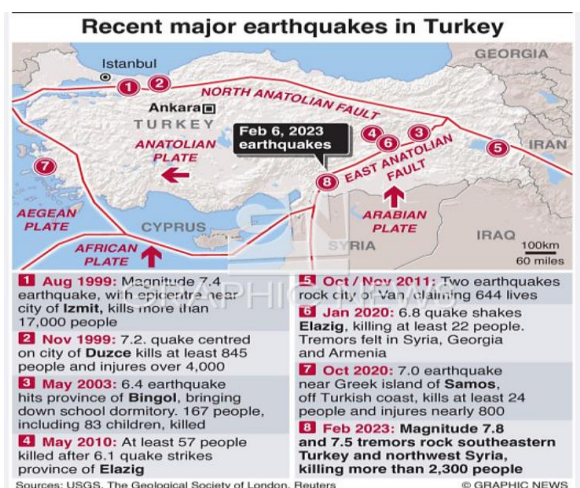 Recent major earthquakes in Turkey
GEORGIA
Istanbul
1
2
NORTH ANATOLIAN FAULT
Ankara
TURKEY
Feb 6, 2023
earthquakes
4
3
6
5
IRAN
ANATOLIAN
PLATE
7
8
EAST ANATOLIAN
FAULT
AEGEAN
PLATE
CYPRUS
ARABIAN
PLATE
AFRICAN
PLATE
SYRIA
IRAQ
100km
60 miles
SN
GRAPHIC NEWS
1 Aug 1999: Magnitude 7.4
earthquake, with epicentre near
city of Izmit, kills more than
17,000 people
2 Nov 1999: 7.2. quake centred
on city of Duzce kills at least 845
people and injures over 4,000
3 May 2003: 6.4 earthquake
hits province of Bingol, bringing
down school dormitory. 167 people,
including 83 children, killed
4 May 2010: At least 57 people
killed after 6.1 quake strikes
province of Elazig
5 Oct / Nov 2011: Two earthquakes
rock city of Van, claiming 644 lives
6 Jan 2020: 6.8 quake shakes
Elazig, killing at least 22 people.
Tremors felt in Syria, Georgia
and Armenia
7 Oct 2020: 7.0 earthquake
near Greek island of Samos,
off Turkish coast, kills at least 24
people and injures nearly 800
8 Feb 2023: Magnitude 7.8
and 7.5 tremors rock southeastern
Turkey and northwest Syria,
killing more than 2,300 people
Sources: USGS, The Geological Society of London, Reuters
© GRAPHIC NEWS